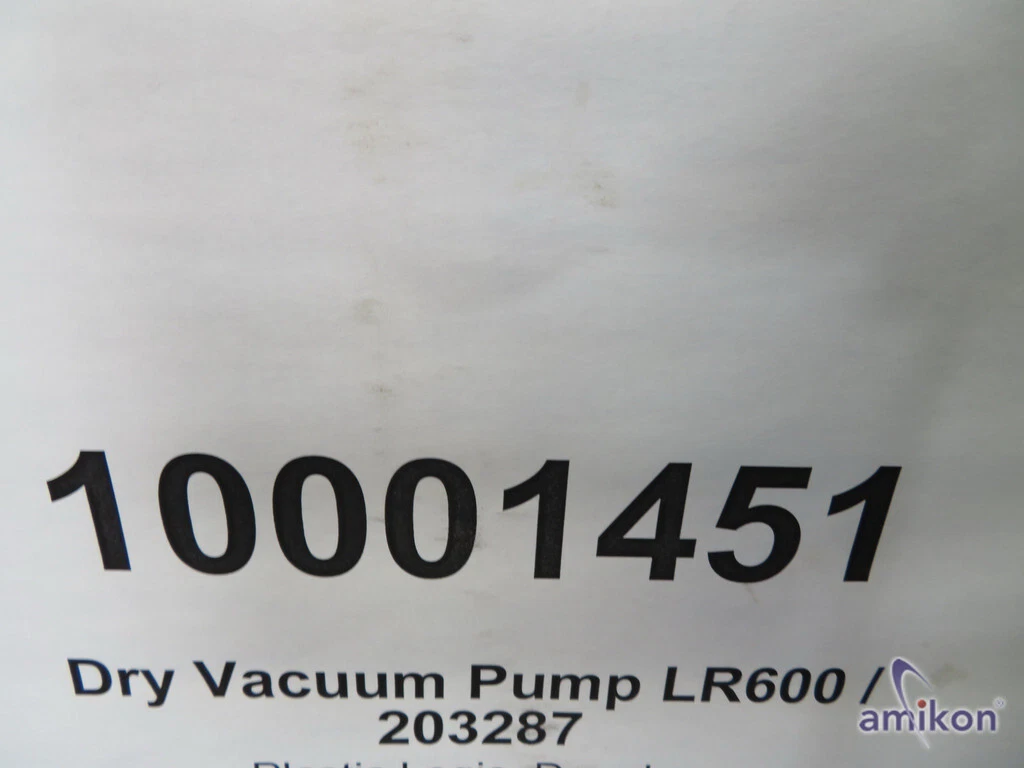 10001451
Dry Vacuum Pump LR600 /
203287
amikon®